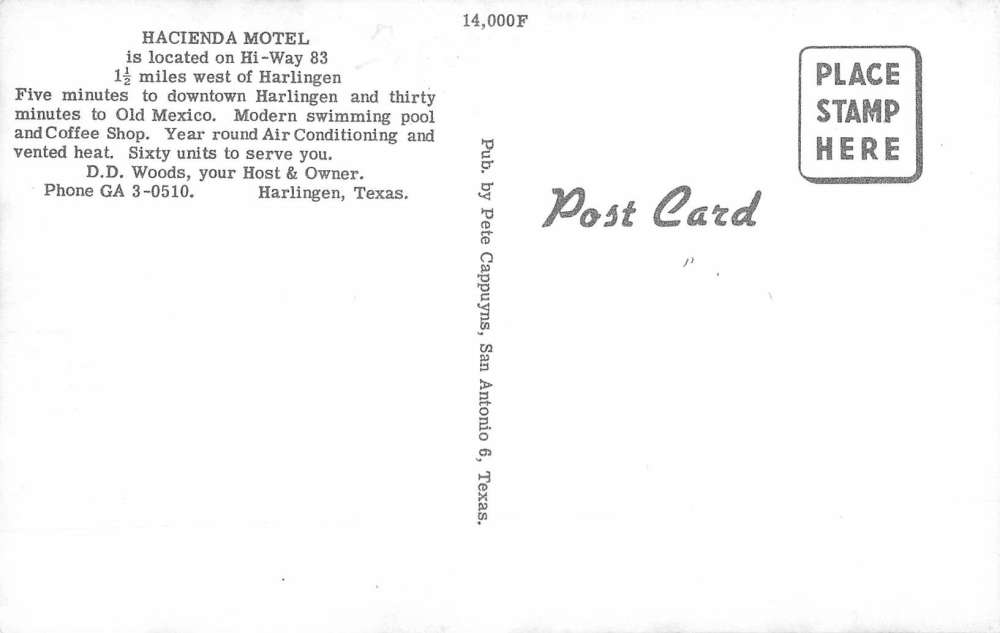 14,000F
HACIENDA MOTEL
is located on Hi-Way 83
1½ miles west of Harlingen
Five minutes to downtown Harlingen and thirty
minutes to Old Mexico. Modern swimming pool
and Coffee Shop. Year round Air Conditioning and
vented heat. Sixty units to serve you.
D.D. Woods, your Host & Owner.
Phone GA 3-0510. Harlingen, Texas.
Pub. by Pete Cappuyns, San Antonio 6, Texas.
Post Card
PLACE
STAMP
HERE